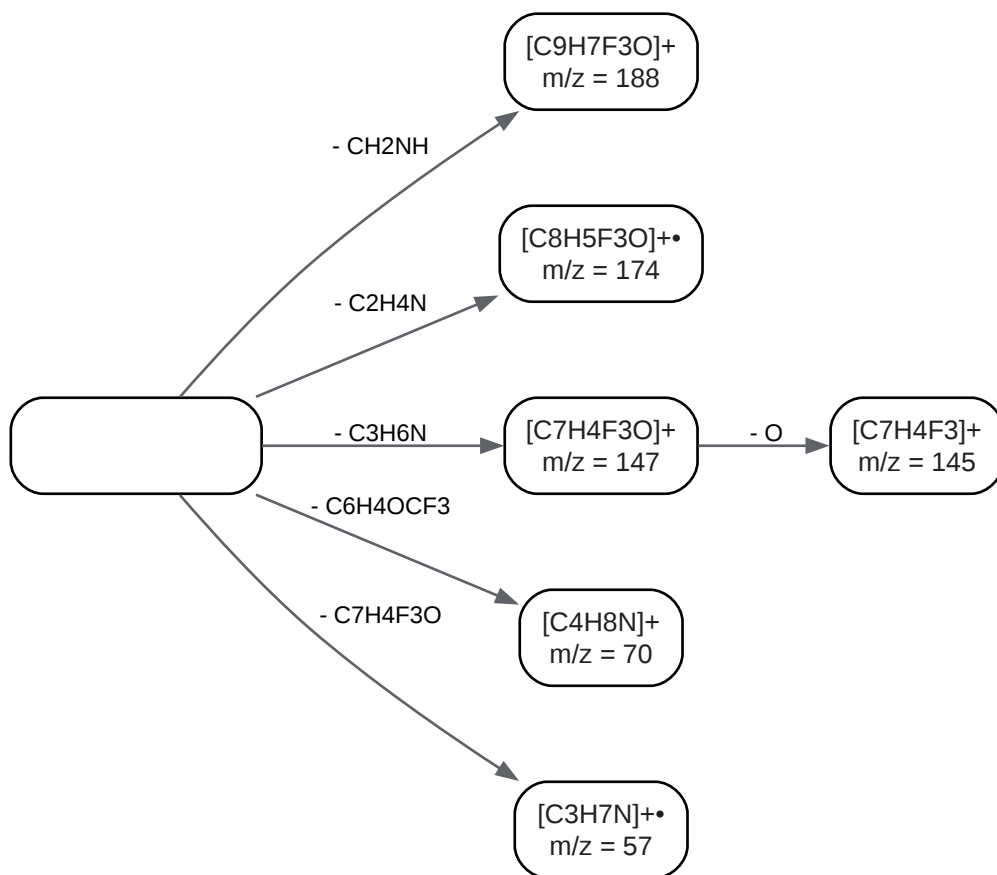 [C9H7F3O]+
m/z = 188
- CH2NH
[C8H5F3O]+•
m/z = 174
- C2H4N
- C3H6N
[C7H4F3O]+
m/z = 147
- O
[C7H4F3]+
m/z = 145
- C6H4OCF3
[C4H8N]+
m/z = 70
- C7H4F3O
[C3H7N]+•
m/z = 57